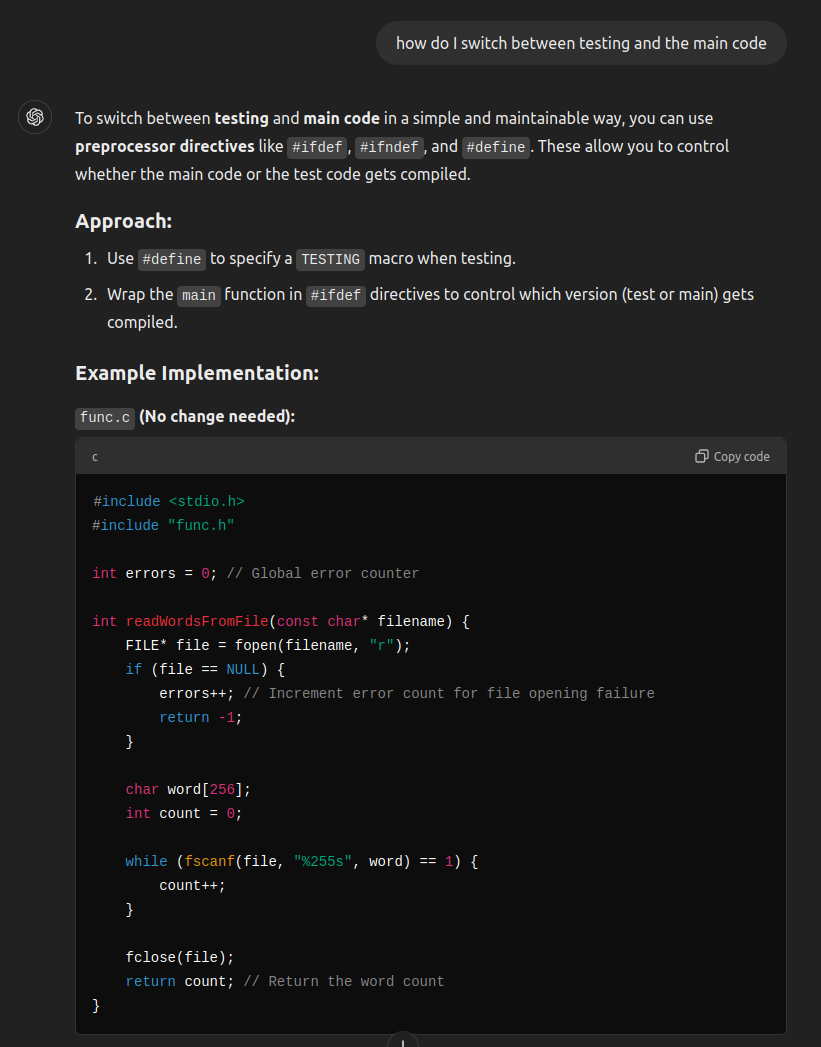 how do I switch between testing and the main code
To switch between testing and main code in a simple and maintainable way, you can use
preprocessor directives like #ifdef, #ifndef, and #define. These allow you to control
whether the main code or the test code gets compiled.
Approach:
1. Use #define to specify a TESTING macro when testing.
2. Wrap the main function in #ifdef directives to control which version (test or main) gets
compiled.
Example Implementation:
func.c (No change needed):
c Copy code
#include <stdio.h>
#include "func.h"
int errors = 0; // Global error counter
int readWordsFromFile(const char* filename) {
    FILE* file = fopen(filename, "r");
    if (file == NULL) {
        errors++; // Increment error count for file opening failure
        return -1;
    }
    char word[256];
    int count = 0;
    while (fscanf(file, "%255s", word) == 1) {
        count++;
    }
    fclose(file);
    return count; // Return the word count
}